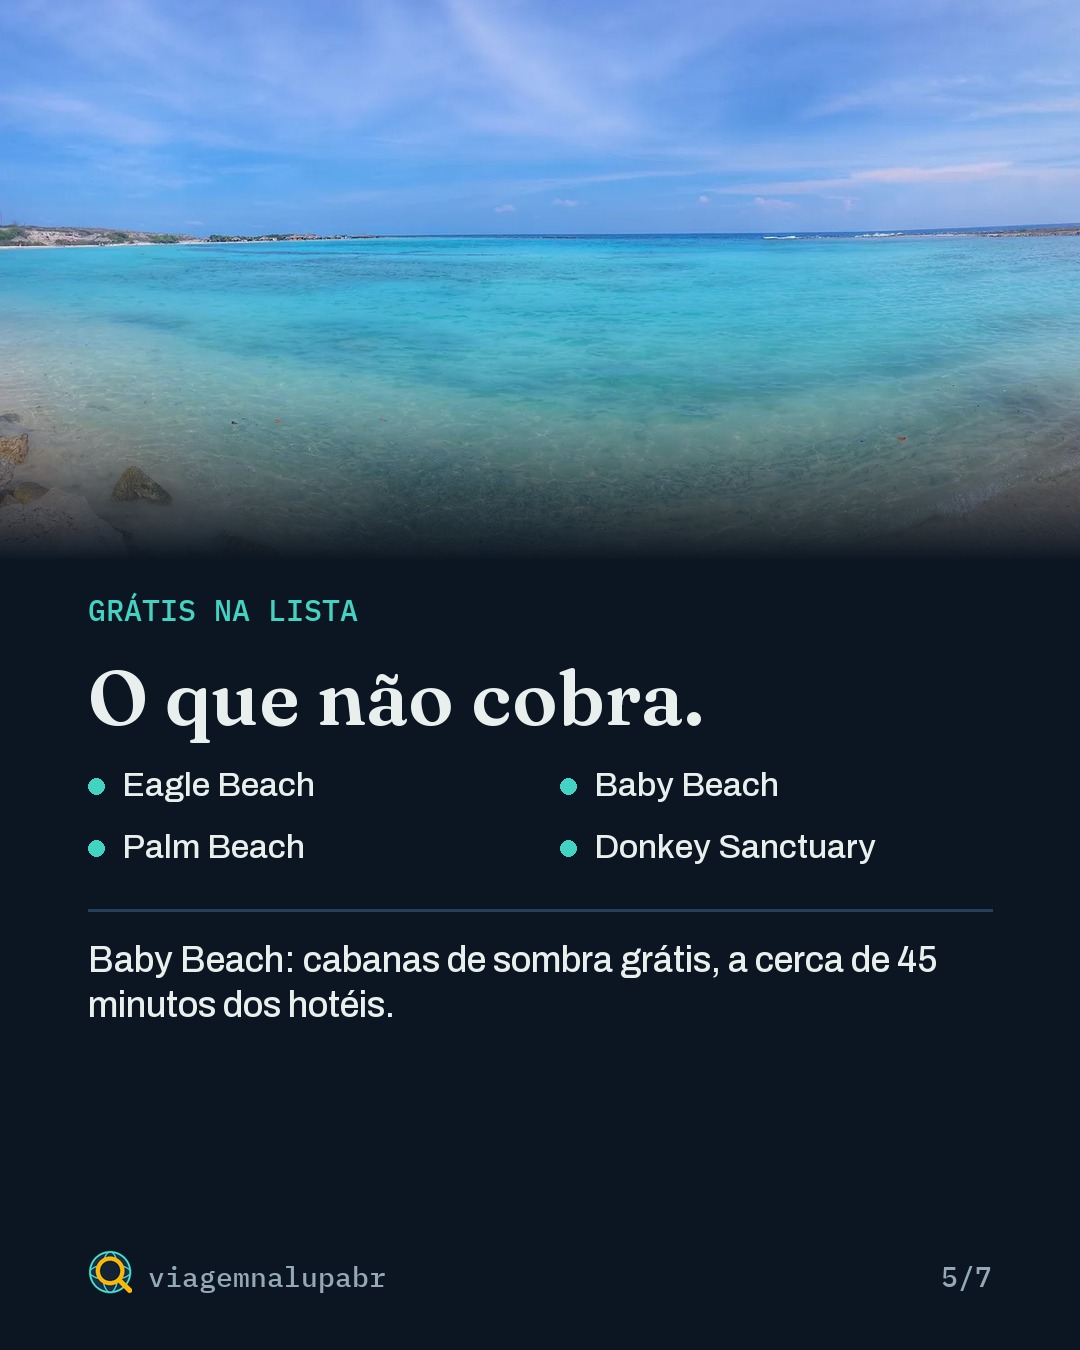 GRÁTIS NA LISTA
O que não cobra.
Eagle Beach
Baby Beach
Palm Beach
Donkey Sanctuary
Baby Beach: cabanas de sombra grátis, a cerca de 45
minutos dos hotéis.
viagemnalupabr
5/7